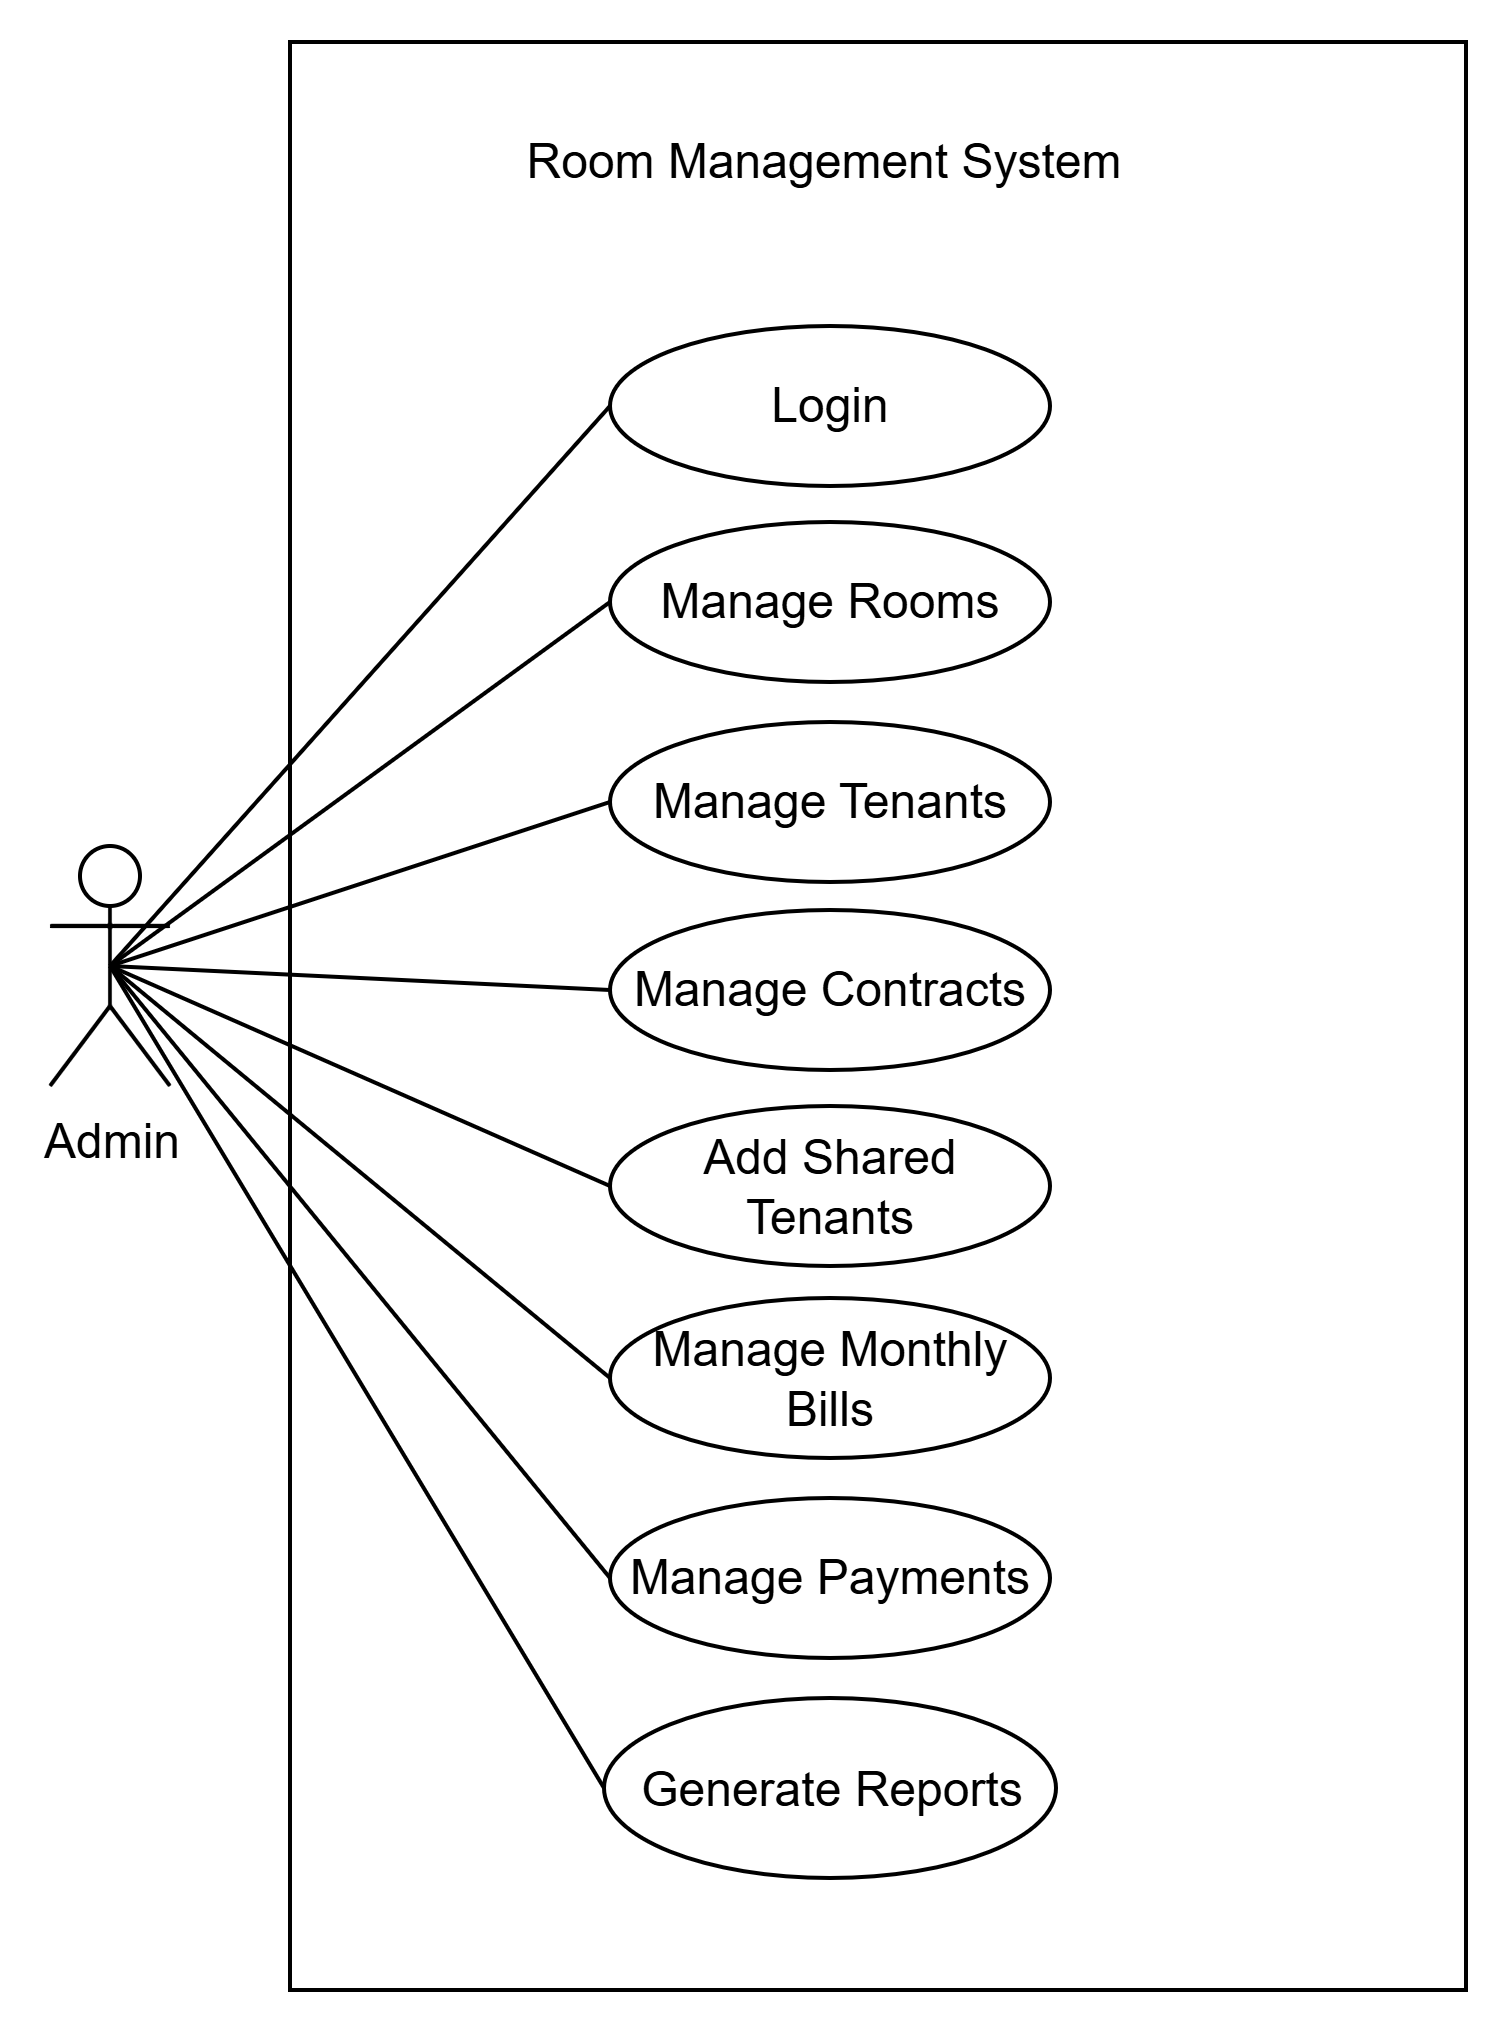 Room Management System
Login
Manage Rooms
Manage Tenants
Manage Contracts
Admin
Add Shared
Tenants
Manage Monthly
Bills
Manage Payments
Generate Reports